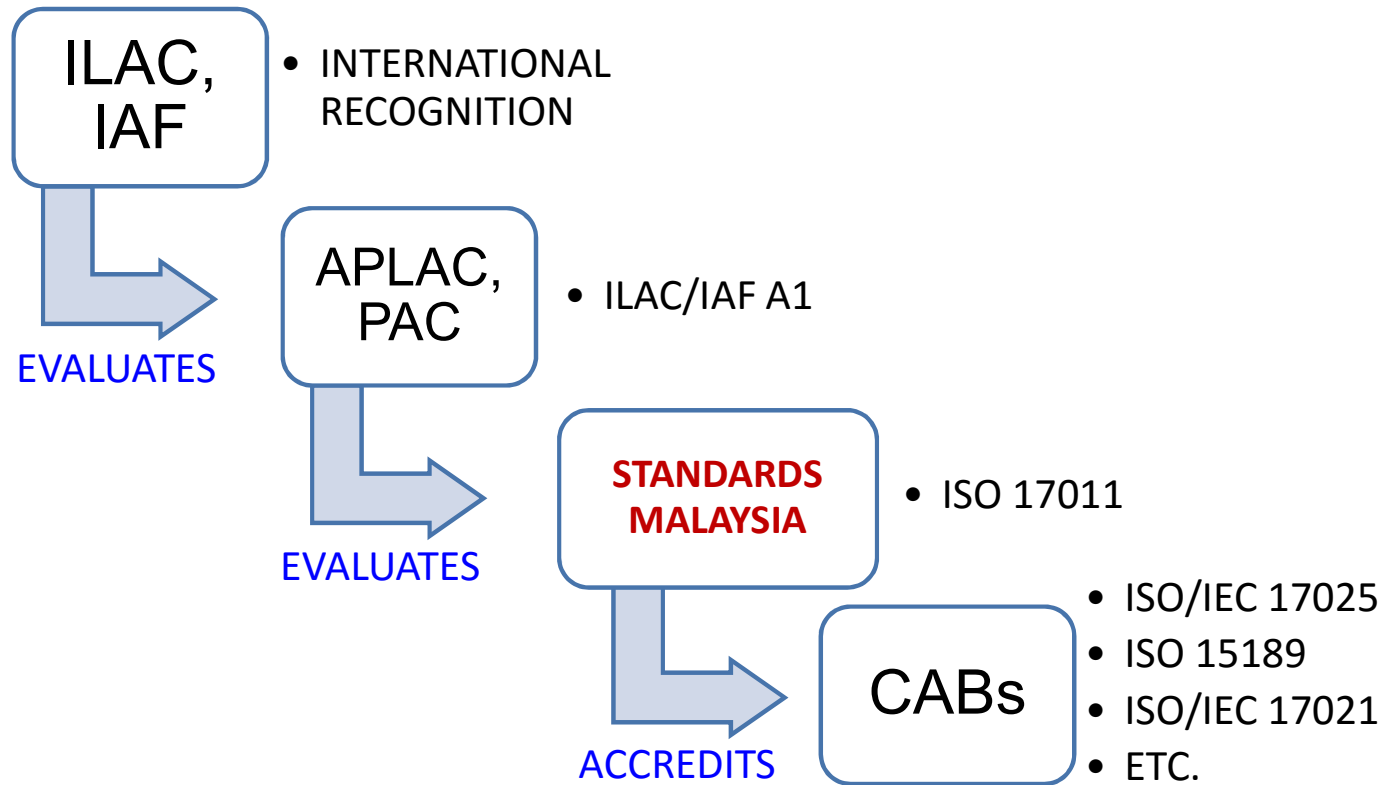 ILAC,
IAF
• INTERNATIONAL
RECOGNITION
EVALUATES
APLAC,
PAC
• ILAC/IAF A1
EVALUATES
STANDARDS
MALAYSIA
• ISO 17011
ACCREDITS
CABs
• ISO/IEC 17025
• ISO 15189
• ISO/IEC 17021
• ETC.